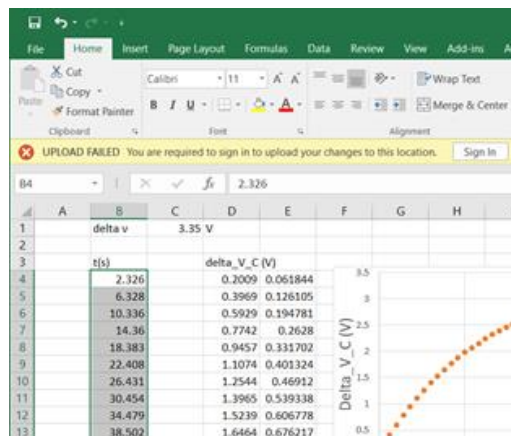 File Home Insert Page Layout Formulas Data Review View Add-ins A
Cut
Calibri 11 A A Wrap Text
Paste Copy
Format Painter B I U A Merge & Center
Clipboard Font Alignment
UPLOAD FAILED You are required to sign in to upload your changes to this location. Sign In
B4 fx 2.326
A B C D E F G H
1 delta v 3.35 V
2
3 t(s) delta_V_C (V)
4 2.326 0.2009 0.061844
5 6.328 0.3969 0.126105
6 10.336 0.5929 0.194781
7 14.36 0.7742 0.2628
8 18.383 0.9457 0.331702
9 22.408 1.1074 0.401324
10 26.431 1.2544 0.46912
11 30.454 1.3965 0.539338
12 34.479 1.5239 0.606778
13 38.502 1.6464 0.676217
Delta_V_C (V)
3.5
3
2.5
2
1.5
1
0.5